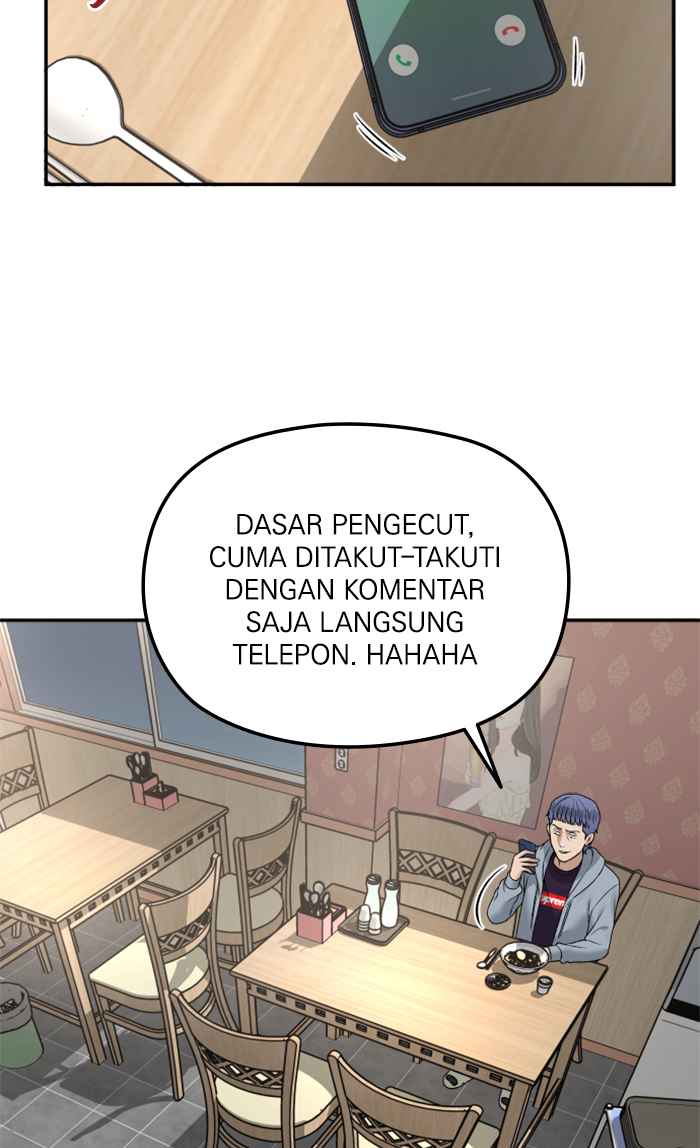 DASAR PENGECUT,
CUMA DITAKUT-TAKUTI
DENGAN KOMENTAR
SAJA LANGSUNG
TELEPON. HAHAHA